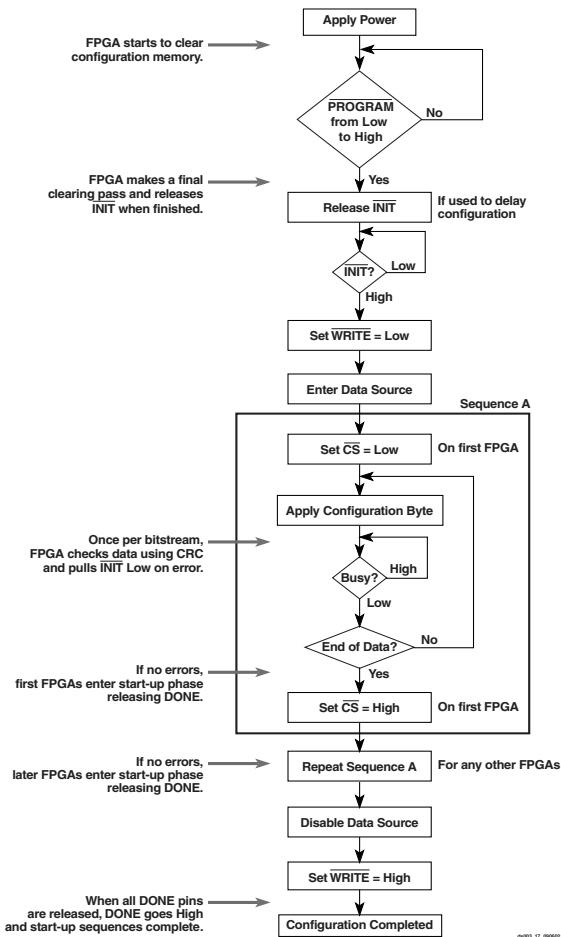 Apply Power
FPGA starts to clear
configuration memory.
PROGRAM
from Low
to High
No
Yes
FPGA makes a final
clearing pass and releases
INIT when finished.
Release INIT
If used to delay
configuration
INIT?
Low
High
Set WRITE = Low
Enter Data Source
Sequence A
Set CS = Low
On first FPGA
Apply Configuration Byte
Once per bitstream,
FPGA checks data using CRC
and pulls INIT Low on error.
Busy?
High
Low
End of Data?
No
Yes
If no errors,
first FPGAs enter start-up phase
releasing DONE.
Set CS = High
On first FPGA
If no errors,
later FPGAs enter start-up phase
releasing DONE.
Repeat Sequence A
For any other FPGAs
Disable Data Source
Set WRITE = High
When all DONE pins
are released, DONE goes High
and start-up sequences complete.
Configuration Completed